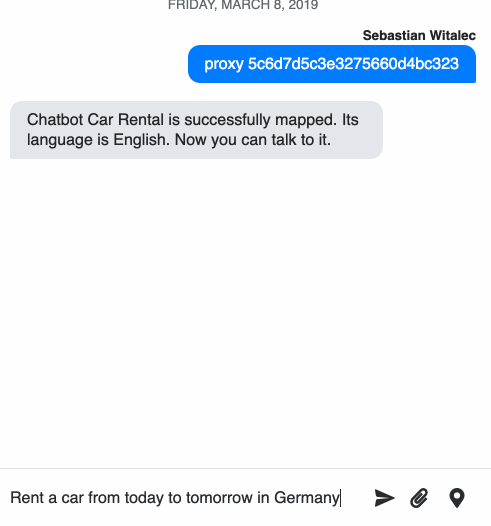 FRIDAY, MARCH 8, 2019
Sebastian Witalec
proxy 5c6d7d5c3e3275660d4bc323
Chatbot Car Rental is successfully mapped. Its
language is English. Now you can talk to it.
Rent a car from today to tomorrow in Germany